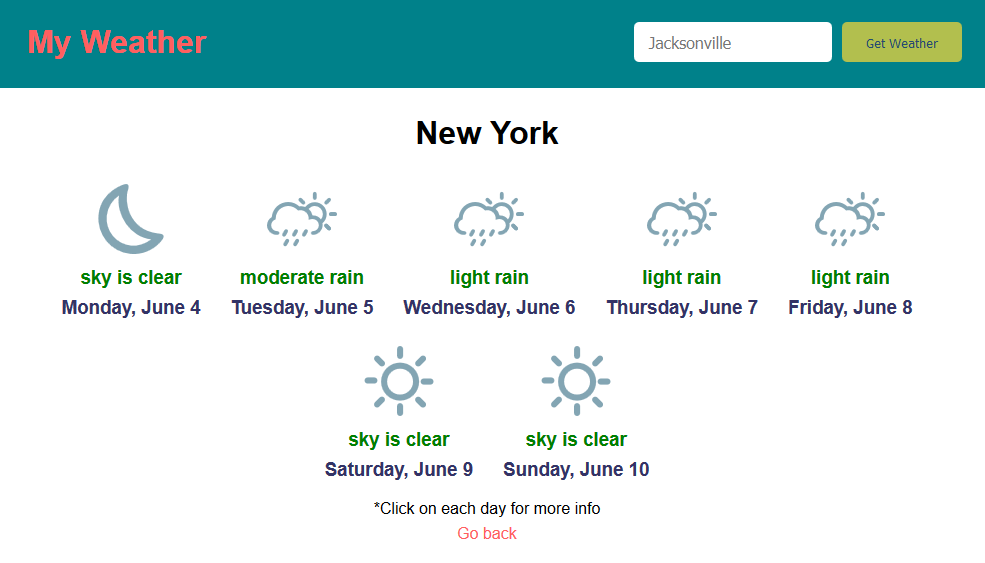 My Weather
Jacksonville
Get Weather
New York
sky is clear
Monday, June 4
moderate rain
Tuesday, June 5
light rain
Wednesday, June 6
light rain
Thursday, June 7
light rain
Friday, June 8
sky is clear
Saturday, June 9
sky is clear
Sunday, June 10
*Click on each day for more info
Go back